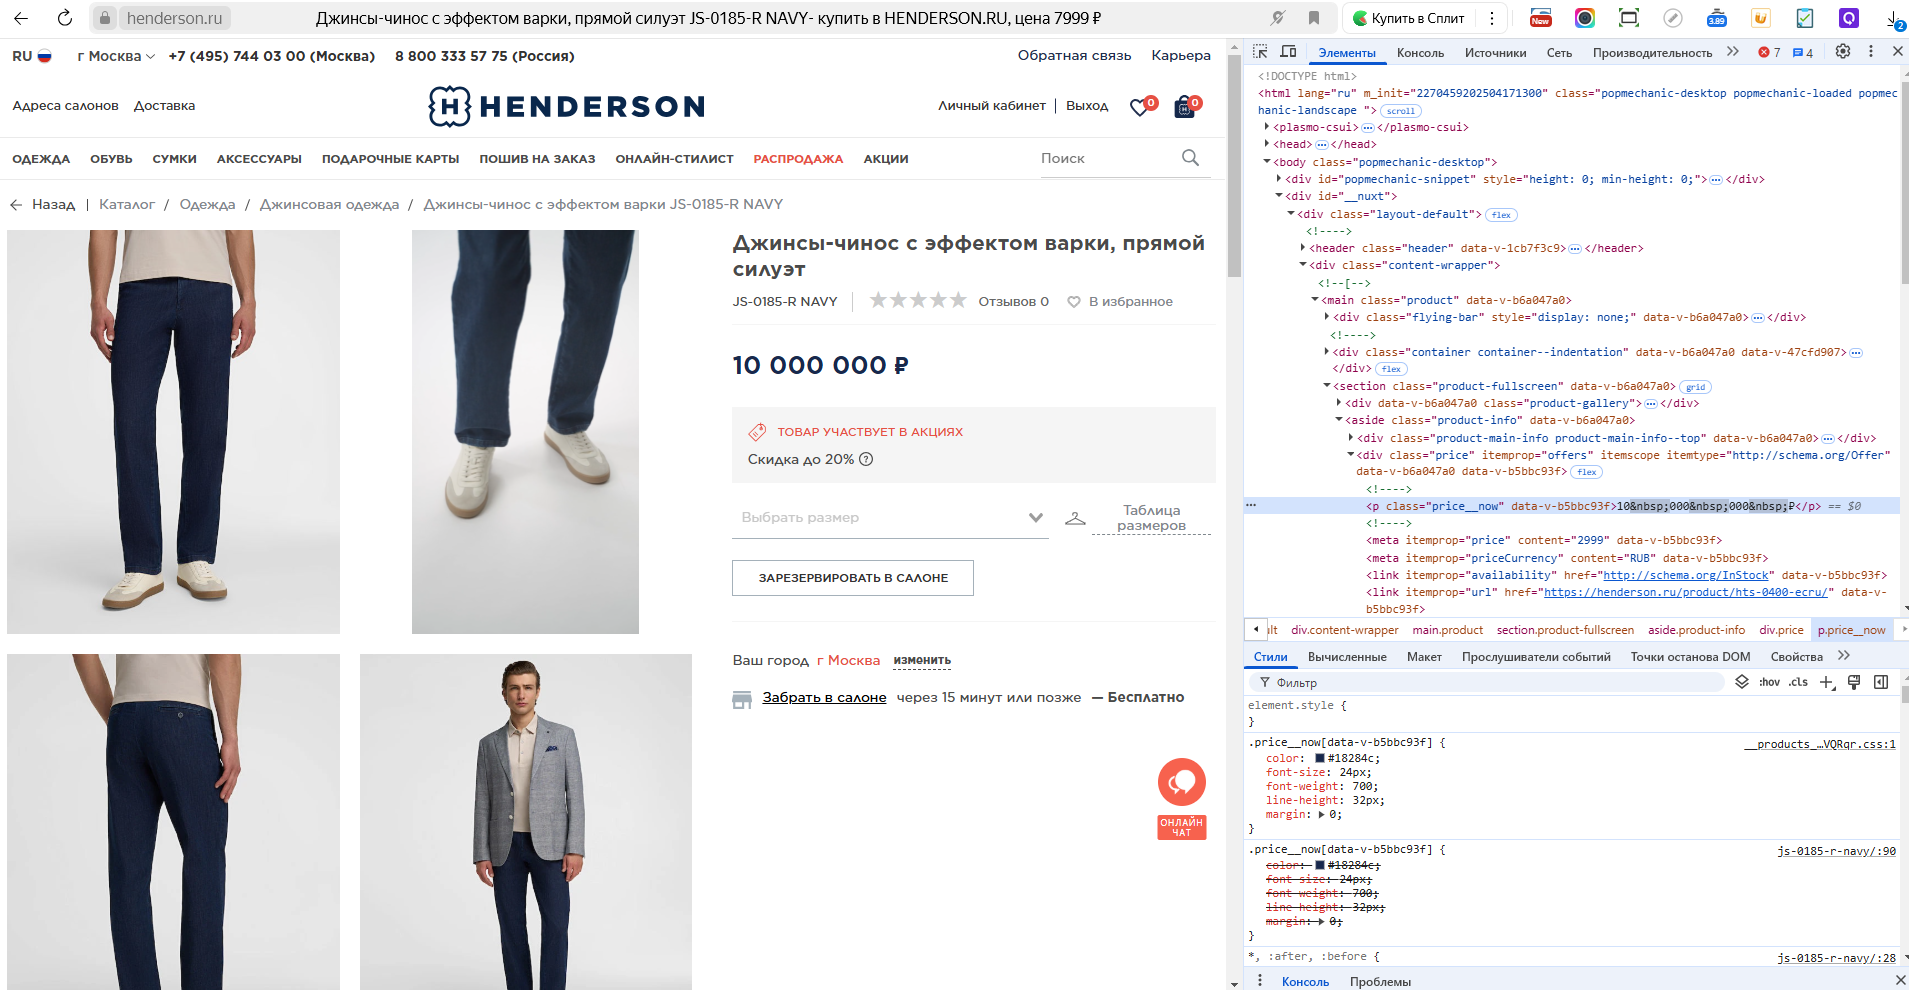 henderson.ru
Джинсы-чинос с эффектом варки, прямой силуэт JS-0185-R NAVY- купить в HENDERSON.RU, цена 7999 ₽
Купить в Сплит
New
3.89
2
RU
г Москва
+7 (495) 744 03 00 (Москва)
8 800 333 57 75 (Россия)
Обратная связь
Карьера
Адреса салонов
Доставка
HENDERSON
Личный кабинет
Выход
0
0
ОДЕЖДА
ОБУВЬ
СУМКИ
АКСЕССУАРЫ
ПОДАРОЧНЫЕ КАРТЫ
ПОШИВ НА ЗАКАЗ
ОНЛАЙН-СТИЛИСТ
РАСПРОДАЖА
АКЦИИ
Поиск
Назад | Каталог / Одежда / Джинсовая одежда / Джинсы-чинос с эффектом варки JS-0185-R NAVY
Джинсы-чинос с эффектом варки, прямой
силуэт
JS-0185-R NAVY
Отзывов 0
В избранное
10 000 000 ₽
ТОВАР УЧАСТВУЕТ В АКЦИЯХ
Скидка до 20% ?
Выбрать размер
Таблица
размеров
ЗАРЕЗЕРВИРОВАТЬ В САЛОНЕ
Ваш город г Москва изменить
Забрать в салоне через 15 минут или позже — Бесплатно
ОНЛАЙН
ЧАТ
Элементы
Консоль
Источники
Сеть
Производительность
7
4
<!DOCTYPE html>
<html lang="ru" m_init="2270459202504171300" class="popmechanic-desktop popmechanic-loaded popmec
hanic-landscape "> scroll
<plasmo-csui> … </plasmo-csui>
<head> … </head>
<body class="popmechanic-desktop">
<div id="popmechanic-snippet" style="height: 0; min-height: 0;"> … </div>
<div id="__nuxt">
<div class="layout-default"> flex
<!---->
<header class="header" data-v-1cb7f3c9> … </header>
<div class="content-wrapper">
<!--[-->
<main class="product" data-v-b6a047a0>
<div class="flying-bar" style="display: none;" data-v-b6a047a0> … </div>
<!---->
<div class="container container--indentation" data-v-b6a047a0 data-v-47cfd907> …
</div> flex
<section class="product-fullscreen" data-v-b6a047a0> grid
<div data-v-b6a047a0 class="product-gallery"> … </div>
<aside class="product-info" data-v-b6a047a0>
<div class="product-main-info product-main-info--top" data-v-b6a047a0> … </div>
<div class="price" itemprop="offers" itemscope itemtype="http://schema.org/Offer"
data-v-b6a047a0 data-v-b5bbc93f> flex
<!---->
<p class="price__now" data-v-b5bbc93f>10&nbsp;000&nbsp;000&nbsp;₽</p> == $0
<!---->
<meta itemprop="price" content="2999" data-v-b5bbc93f>
<meta itemprop="priceCurrency" content="RUB" data-v-b5bbc93f>
<link itemprop="availability" href="http://schema.org/InStock" data-v-b5bbc93f>
<link itemprop="url" href="https://henderson.ru/product/hts-0400-ecru/" data-v-
b5bbc93f>
ult div.content-wrapper main.product section.product-fullscreen aside.product-info div.price p.price__now
Стили
Вычисленные
Макет
Прослушиватели событий
Точки останова DOM
Свойства
Фильтр
:hov .cls
element.style {
}
.price__now[data-v-b5bbc93f] {
__products_…VQRqr.css:1
color: #18284c;
font-size: 24px;
font-weight: 700;
line-height: 32px;
margin: 0;
}
.price__now[data-v-b5bbc93f] {
js-0185-r-navy/:90
color: #18284c;
font-size: 24px;
font-weight: 700;
line-height: 32px;
margin: 0;
}
*, :after, :before {
js-0185-r-navy/:28
Консоль
Проблемы